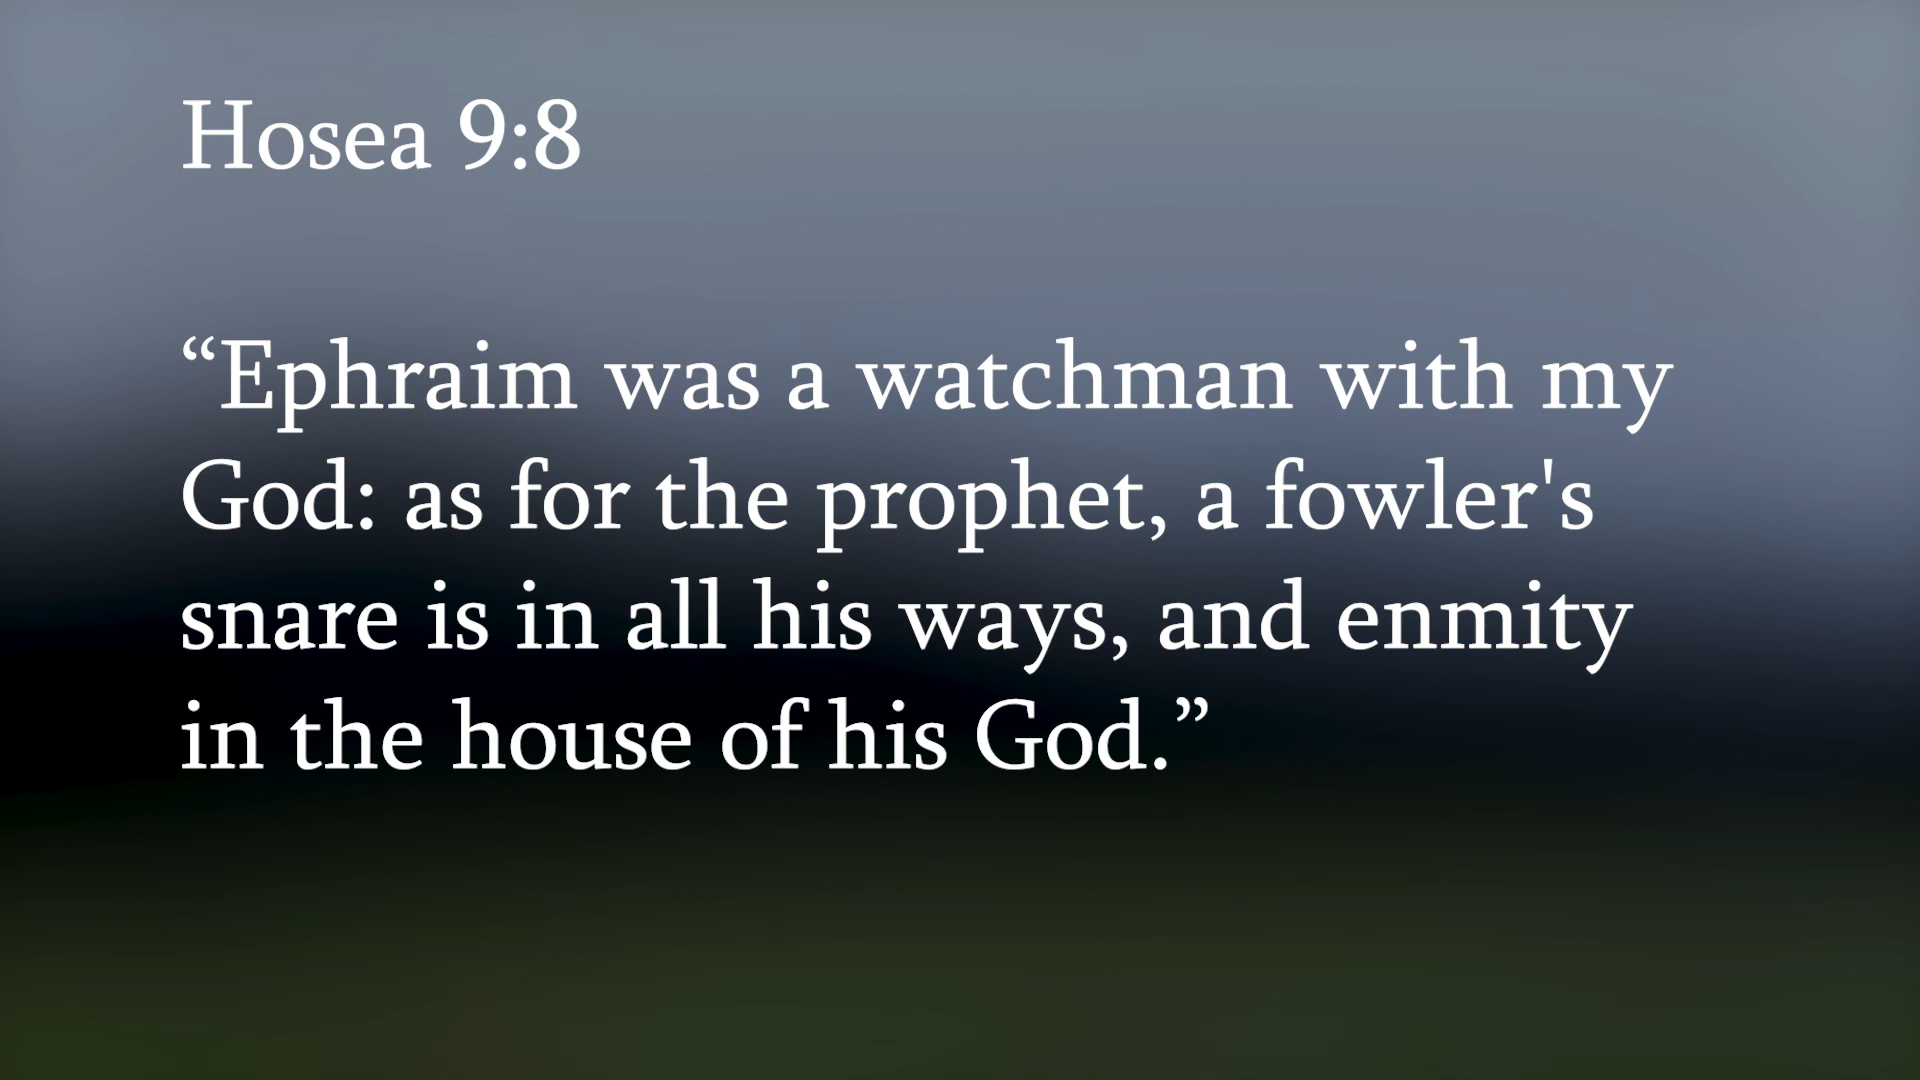 Hosea 9:8
“Ephraim was a watchman with my
God: as for the prophet, a fowler's
snare is in all his ways, and enmity
in the house of his God.”